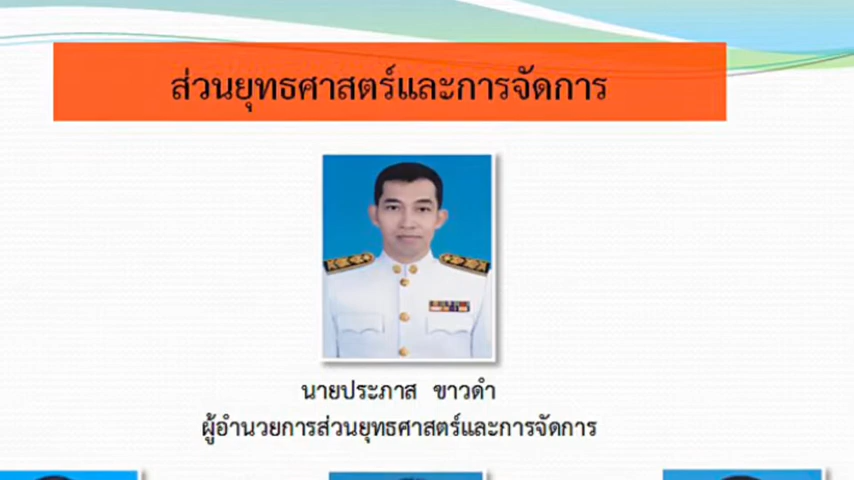 ส่วนยุทธศาสตร์และการจัดการ
นายประภาส ขาวดำ
ผู้อำนวยการส่วนยุทธศาสตร์และการจัดการ